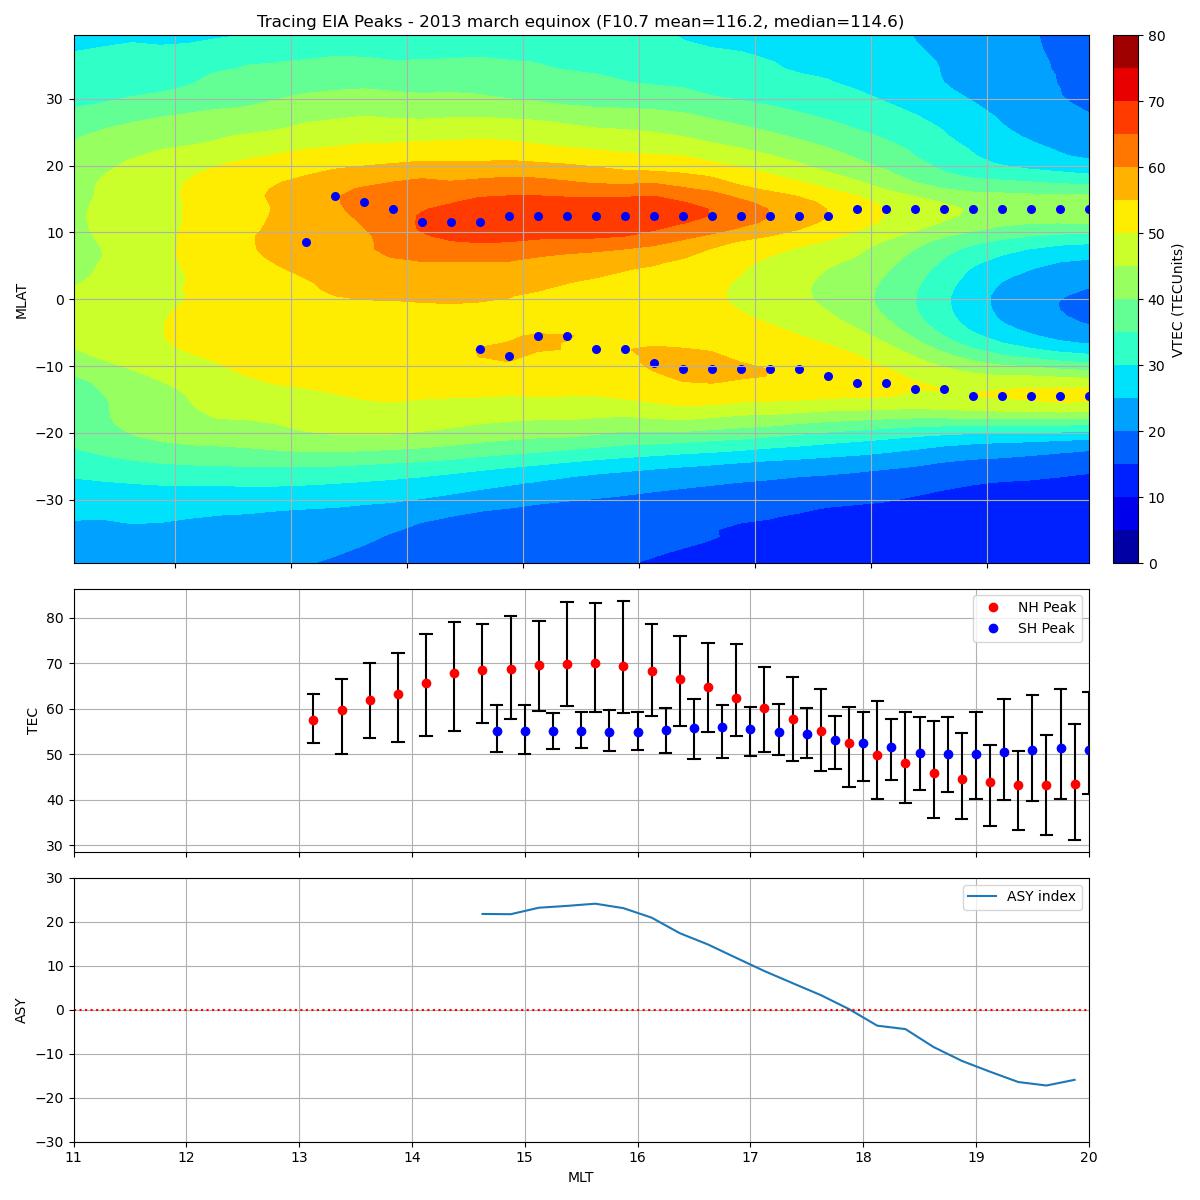 Tracing EIA Peaks - 2013 march equinox (F10.7 mean=116.2, median=114.6)
MLAT
30
20
10
0
−10
−20
−30
80
70
60
50
40
30
20
10
0
VTEC (TECUnits)
TEC
80
70
60
50
40
30
NH Peak
SH Peak
ASY
30
20
10
0
−10
−20
−30
ASY index
11 12 13 14 15 16 17 18 19 20
MLT